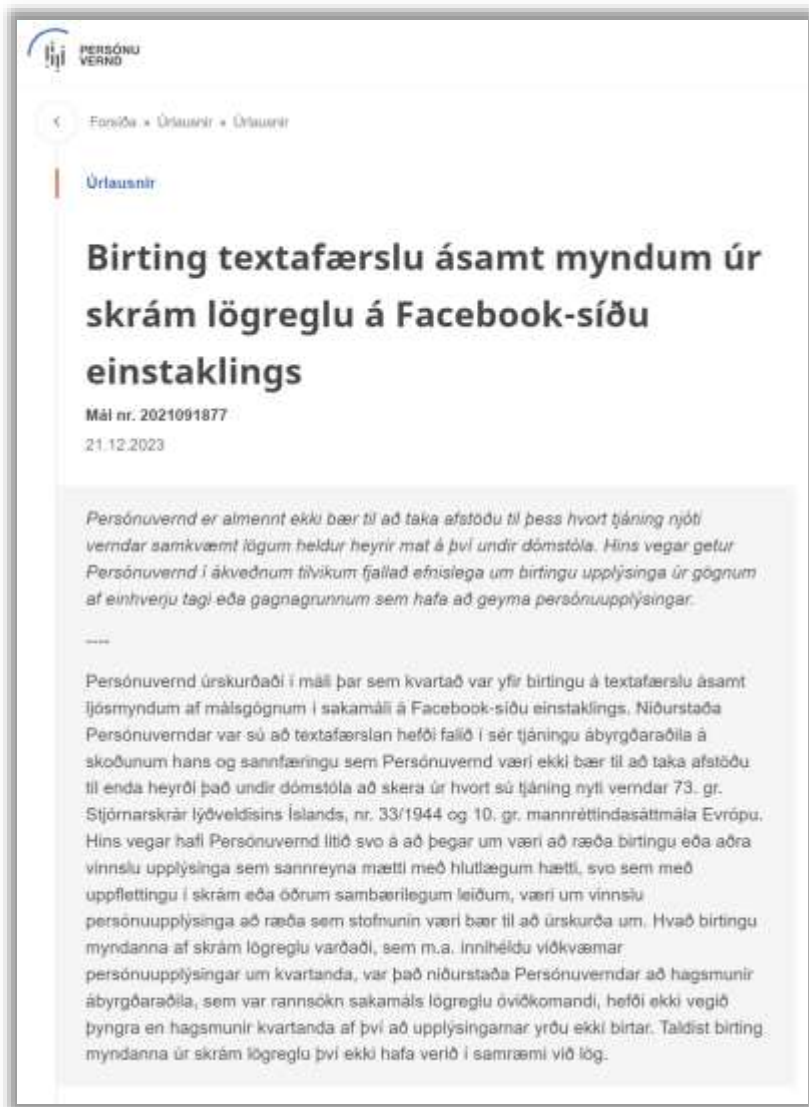 PERSÓNU
VERND
Forsíða • Úrlausnir • Úrlausnir
Úrlausnir
Birting textafærslu ásamt myndum úr
skrám lögreglu á Facebook-síðu
einstaklings
Mál nr. 2021091877
21.12.2023
Persónuvernd er almennt ekki bær til að taka afstöðu til þess hvort tjáning njóti
verndar samkvæmt lögum heldur heyrir mat á því undir dómstóla. Hins vegar getur
Persónuvernd í ákveðnum tilvikum fjallað efnislega um birtingu upplýsinga úr gögnum
af einhverju tagi eða gagnagrunnum sem hafa að geyma persónuupplýsingar.
----
Persónuvernd úrskurðaði í máli þar sem kvartað var yfir birtingu á textafærslu ásamt
ljósmyndum af málsgögnum í sakamáli á Facebook-síðu einstaklings. Niðurstaða
Persónuverndar var sú að textafærslan hefði falið í sér tjáningu ábyrgðaraðila á
skoðunum hans og sannfæringu sem Persónuvernd væri ekki bær til að taka afstöðu
til enda heyrði það undir dómstóla að skera úr hvort sú tjáning nyti verndar 73. gr.
Stjórnarskrár lýðveldisins Íslands, nr. 33/1944 og 10. gr. mannréttindasáttmála Evrópu.
Hins vegar hafi Persónuvernd litið svo á að þegar um væri að ræða birtingu eða aðra
vinnslu upplýsinga sem sannreyna mætti með hlutlægum hætti, svo sem með
uppflettingu í skrám eða öðrum sambærilegum leiðum, væri um vinnslu
persónuupplýsinga að ræða sem stofnunin væri bær til að úrskurða um. Hvað birtingu
myndanna af skrám lögreglu varðaði, sem m.a. innihéldu viðkvæmar
persónuupplýsingar um kvartanda, var það niðurstaða Persónuverndar að hagsmunir
ábyrgðaraðila, sem var rannsókn sakamáls lögreglu óviðkomandi, hefði ekki vegið
þyngra en hagsmunir kvartanda af því að upplýsingarnar yrðu ekki birtar. Taldist birting
myndanna úr skrám lögreglu því ekki hafa verið í samræmi við lög.